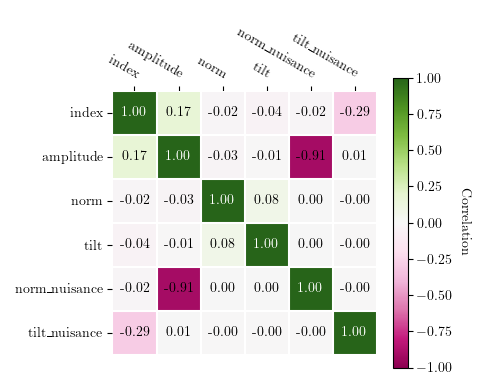 index amplitude norm tilt norm_nuisance tilt_nuisance
index 1.00 0.17 -0.02 -0.04 -0.02 -0.29
amplitude 0.17 1.00 -0.03 -0.01 -0.91 0.01
norm -0.02 -0.03 1.00 0.08 0.00 -0.00
tilt -0.04 -0.01 0.08 1.00 0.00 -0.00
norm_nuisance -0.02 -0.91 0.00 0.00 1.00 -0.00
tilt_nuisance -0.29 0.01 -0.00 -0.00 -0.00 1.00
1.00
0.75
0.50
0.25
0.00
−0.25
−0.50
−0.75
−1.00
Correlation